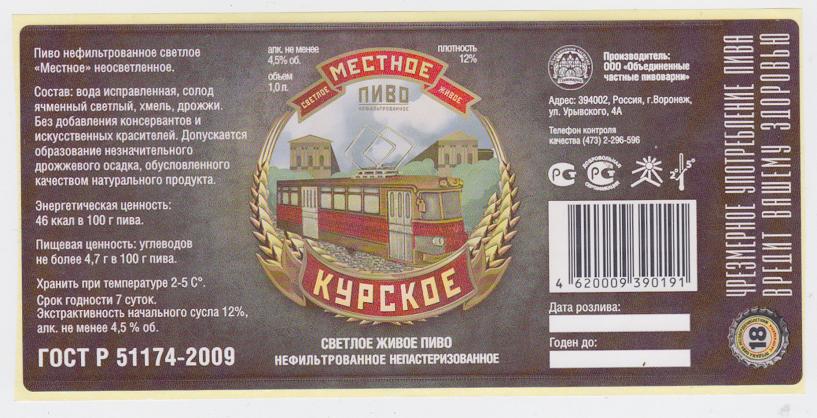 Пиво нефильтрованное светлое
«Местное» неосветленное.
Состав: вода исправленная, солод
ячменный светлый, хмель, дрожжи.
Без добавления консервантов и
искусственных красителей. Допускается
образование незначительного
дрожжевого осадка, обусловленного
качеством натурального продукта.
Энергетическая ценность:
46 ккал в 100 г пива.
Пищевая ценность: углеводов
не более 4,7 г в 100 г пива.
Хранить при температуре 2-5 С°.
Срок годности 7 суток.
Экстрактивность начального сусла 12%,
алк. не менее 4,5 % об.
ГОСТ Р 51174-2009
алк. не менее
4,5% об.
объем
1,0 л.
плотность
12%
СВЕТЛОЕ
МЕСТНОЕ
ЖИВОЕ
ПИВО
НЕФИЛЬТРОВАННОЕ
КУРСКОЕ
СВЕТЛОЕ ЖИВОЕ ПИВО
НЕФИЛЬТРОВАННОЕ НЕПАСТЕРИЗОВАННОЕ
Производитель:
ООО «Объединенные
частные пивоварни»
Адрес: 394002, Россия, г.Воронеж,
ул. Урывского, 4А
Телефон контроля
качества (473) 2-296-596
РСТ
ДОБРОВОЛЬНАЯ
РСТ
СЕРТИФИКАЦИЯ
2° 5°
4 620009 390191
Дата розлива:
Годен до:
ЧРЕЗМЕРНОЕ УПОТРЕБЛЕНИЕ ПИВА
ВРЕДИТ ВАШЕМУ ЗДОРОВЬЮ
18